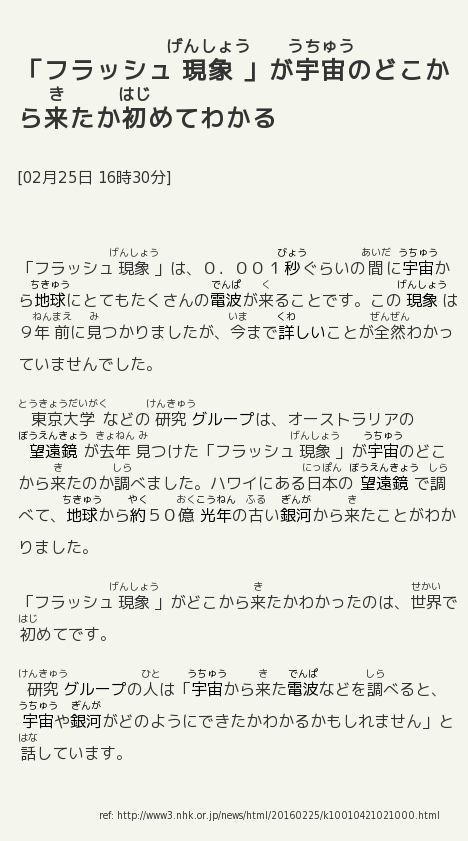 げんしょう うちゅう
「フラッシュ 現象 」が宇宙のどこか
き はじ
ら来たか初めてわかる
[02月25日 16時30分]
げんしょう びょう あいだ うちゅう
「フラッシュ 現象 」は、０．００１秒ぐらいの間に宇宙か
ちきゅう でんぱ く げんしょう
ら地球にとてもたくさんの電波が来ることです。この 現象 は
ねんまえ み いま くわ ぜんぜん
９年 前に見つかりましたが、今まで詳しいことが全然わかっ
ていませんでした。
とうきょうだいがく けんきゅう
東京大学 などの 研究 グループは、オーストラリアの
ぼうえんきょう きょねん み げんしょう うちゅう
望遠鏡 が去年 見つけた「フラッシュ 現象 」が宇宙のどこ
き しら にっぽん ぼうえんきょう しら
から来たのか調べました。ハワイにある日本の 望遠鏡 で調
ちきゅう やく おくこうねん ふる ぎんが き
べて、地球から約５０億 光年の古い銀河から来たことがわか
りました。
げんしょう き せかい
「フラッシュ 現象 」がどこから来たかわかったのは、世界で
はじ
初めてです。
けんきゅう ひと うちゅう き でんぱ しら
研究 グループの人は「宇宙から来た電波などを調べると、
うちゅう ぎんが
宇宙や銀河がどのようにできたかわかるかもしれません」と
はな
話しています。
ref: http://www3.nhk.or.jp/news/html/20160225/k10010421021000.html